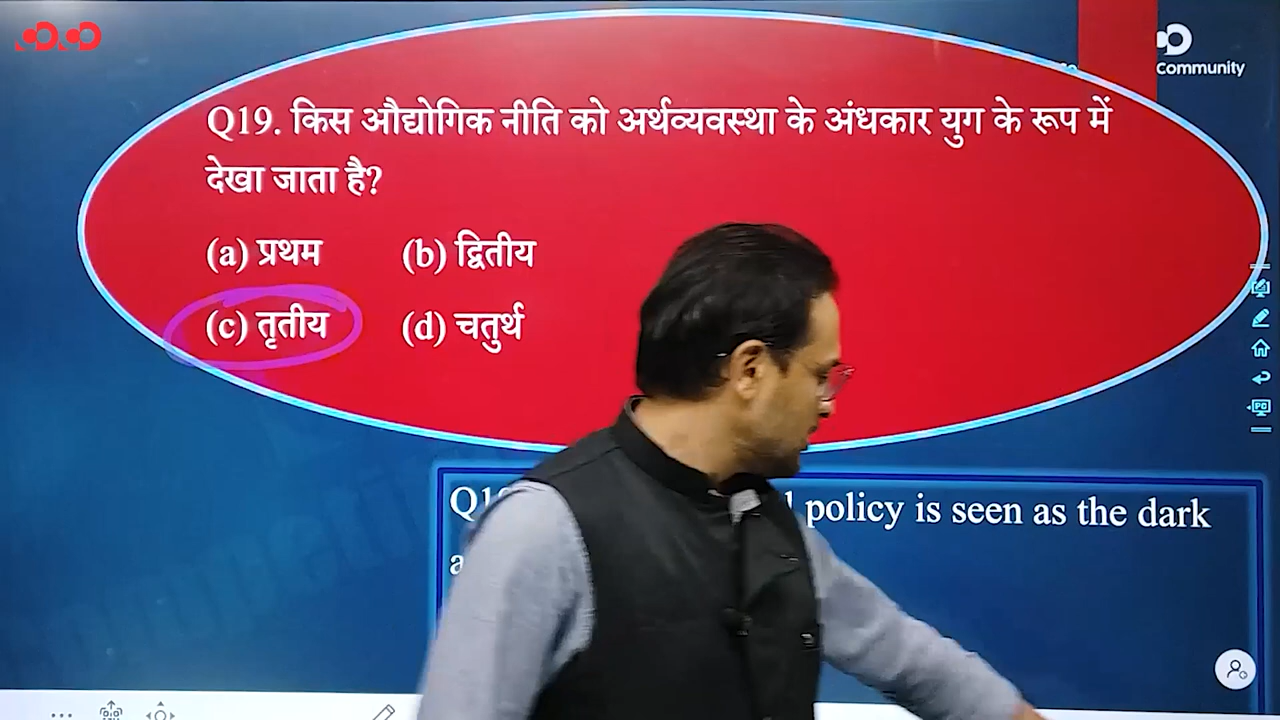 Community
Q19. किस औद्योगिक नीति को अर्थव्यवस्था के अंधकार युग के रूप में
देखा जाता है?
(a) प्रथम (b) द्वितीय
(c) तृतीय (d) चतुर्थ
policy is seen as the dark